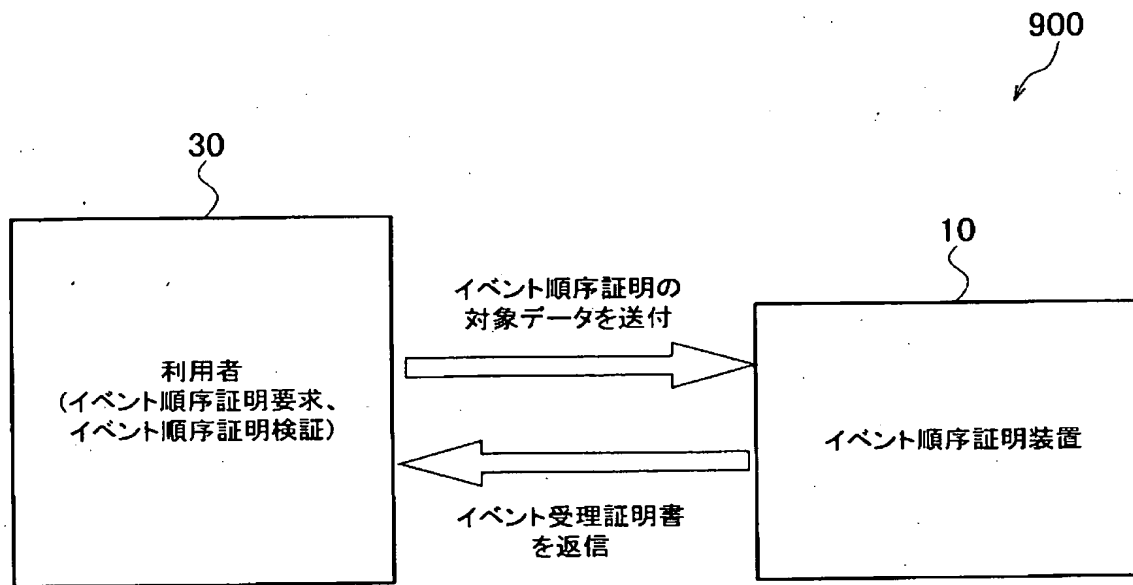 900
30
10
イベント順序証明の
対象データを送付
利用者
(イベント順序証明要求、
イベント順序証明検証)
イベント順序証明装置
イベント受理証明書
を返信